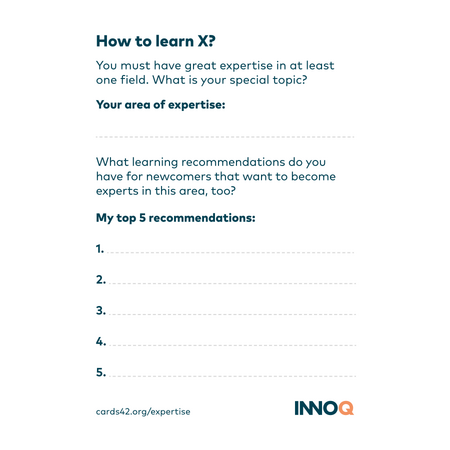 How to learn X?
You must have great expertise in at least
one field. What is your special topic?
Your area of expertise:
What learning recommendations do you
have for newcomers that want to become
experts in this area, too?
My top 5 recommendations:
1.
2.
3.
4.
5.
cards42.org/expertise
INNOQ